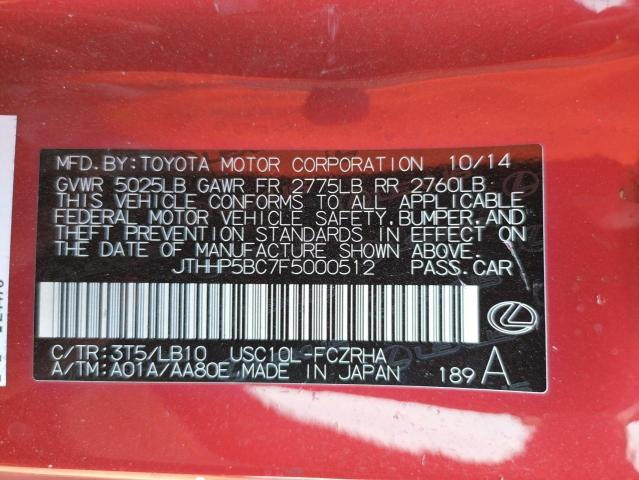 MFD.BY:TOYOTA MOTOR CORPORATION 10/14
GVWR 5025LB GAWR FR 2775LB RR 2760LB
THIS VEHICLE CONFORMS TO ALL APPLICABLE
FEDERAL MOTOR VEHICLE SAFETY, BUMPER, AND
THEFT PREVENTION STANDARDS IN EFFECT ON
THE DATE OF MANUFACTURE SHOWN ABOVE.
JTHHP5BC7F5000512 PASS.CAR
C/TR:3T5/LB10 USC10L-FCZRHA
A/TM:A01A/AA80E MADE IN JAPAN 189 A